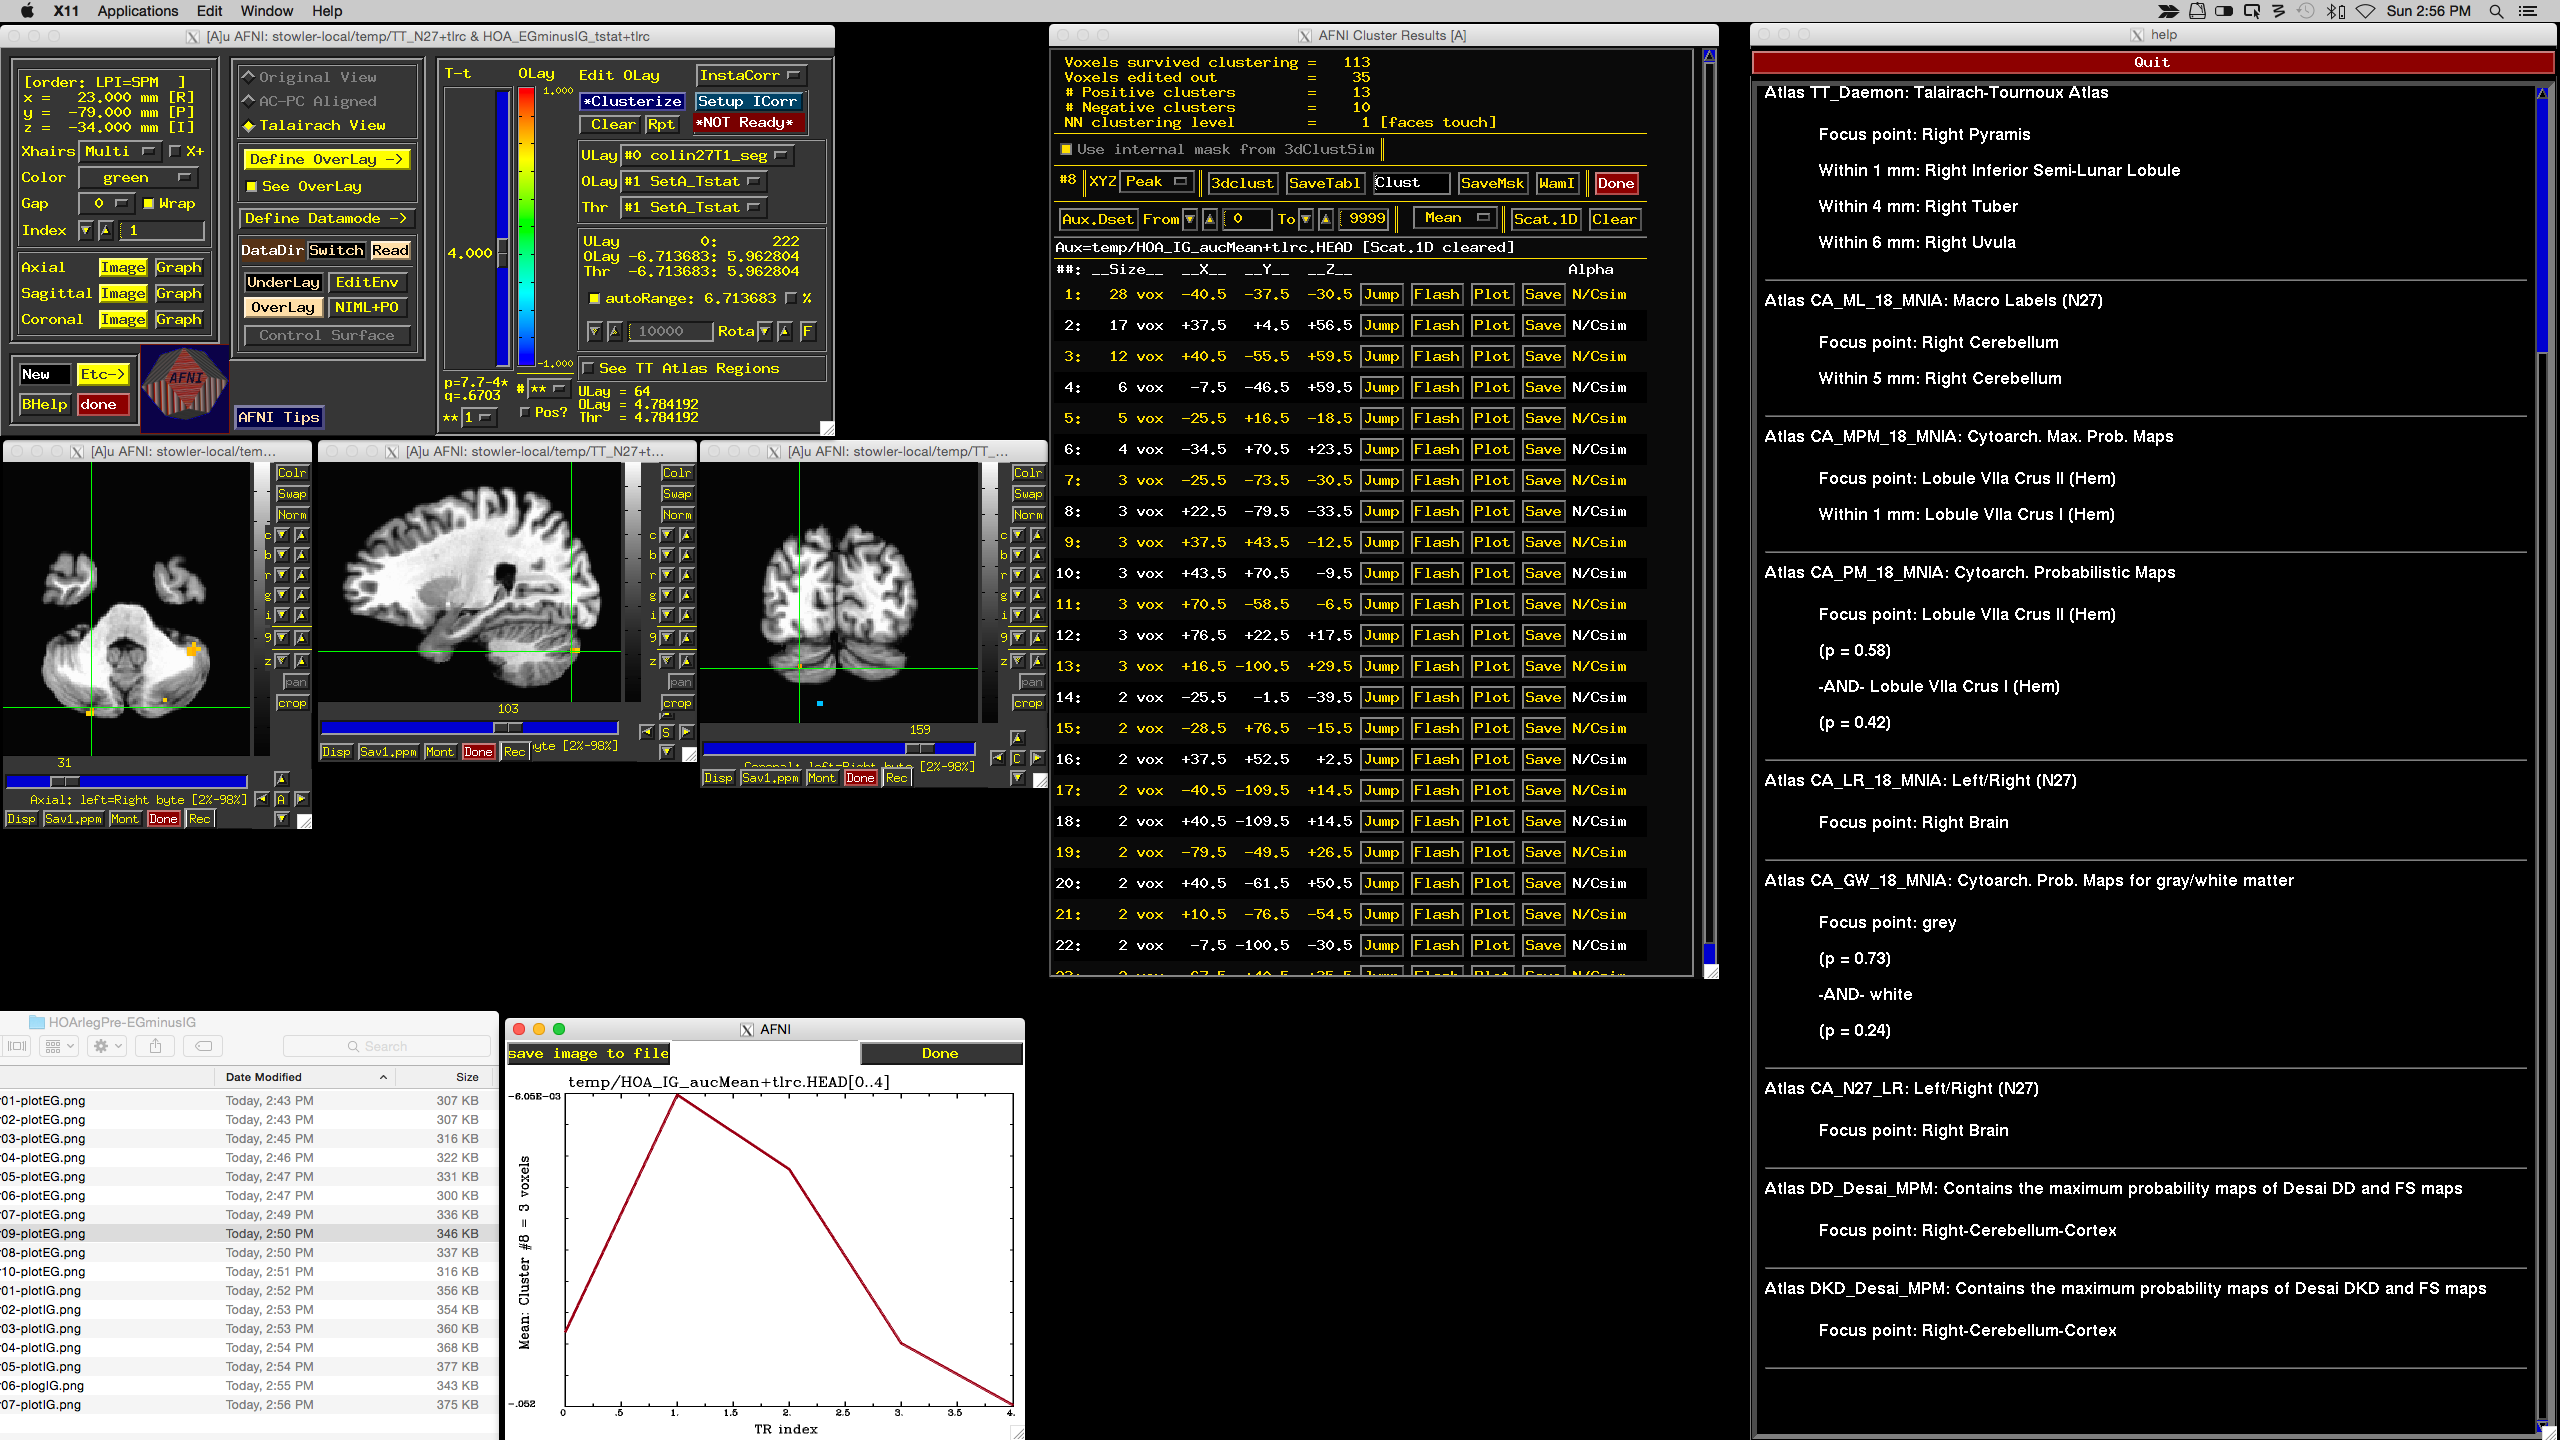 X11 Applications Edit Window Help
Sun 2:56 PM
[A]u AFNI: stowler-local/temp/TT_N27+tlrc & HOA_EGminusIG_tstat+tlrc
[order: LPI=SPM ]
x = 23.000 mm [R]
y = -79.000 mm [P]
z = -34.000 mm [I]
Xhairs Multi X+
Color green
Gap 0 Wrap
Index 1
Axial Image Graph
Sagittal Image Graph
Coronal Image Graph
New Etc->
BHelp done
AFNI
Original View
AC-PC Aligned
Talairach View
Define OverLay ->
See OverLay
Define Datamode ->
DataDir Switch Read
UnderLay EditEnv
OverLay NIML+PO
Control Surface
AFNI Tips
T-t OLay Edit OLay InstaCorr
1.000
*Clusterize Setup ICorr
Clear Rpt *NOT Ready*
ULay #0 colin27T1_seg
OLay #1 SetA_Tstat
Thr #1 SetA_Tstat
4.000
ULay 0: 222
OLay -6.713683: 5.962804
Thr -6.713683: 5.962804
autoRange: 6.713683 %
10000 Rota F
-1.000
See TT Atlas Regions
p=7.7-4*
q=.6703
# **
** 1 Pos?
ULay = 64
OLay = 4.784192
Thr = 4.784192
[A]u AFNI: stowler-local/tem...
Colr
Swap
Norm
c
b
r
g
i
9
z
pan
crop
31
Axial: left=Right byte [2%-98%] A
Disp Sav1.ppm Mont Done Rec
[A]u AFNI: stowler-local/temp/TT_N27+t...
Colr
Swap
Norm
c
b
r
g
i
9
z
pan
crop
103
S
Disp Sav1.ppm Mont Done Rec yte [2%-98%]
[A]u AFNI: stowler-local/temp/TT_...
Colr
Swap
Norm
c
b
r
g
i
9
z
pan
crop
159
Coronal: left=Right byte [2%-98%] C
Disp Sav1.ppm Mont Done Rec
AFNI Cluster Results [A]
Voxels survived clustering = 113
Voxels edited out = 35
# Positive clusters = 13
# Negative clusters = 10
NN clustering level = 1 [faces touch]
Use internal mask from 3dClustSim
#8 XYZ Peak 3dclust SaveTabl Clust SaveMsk WamI Done
Aux.Dset From 0 To 9999 Mean Scat.1D Clear
Aux=temp/HOA_IG_aucMean+tlrc.HEAD [Scat.1D cleared]
##: __Size__ __X__ __Y__ __Z__ Alpha
1: 28 vox -40.5 -37.5 -30.5 Jump Flash Plot Save N/Csim
2: 17 vox +37.5 +4.5 +56.5 Jump Flash Plot Save N/Csim
3: 12 vox +40.5 -55.5 +59.5 Jump Flash Plot Save N/Csim
4: 6 vox -7.5 -46.5 +59.5 Jump Flash Plot Save N/Csim
5: 5 vox -25.5 +16.5 -18.5 Jump Flash Plot Save N/Csim
6: 4 vox -34.5 +70.5 +23.5 Jump Flash Plot Save N/Csim
7: 3 vox -25.5 -73.5 -30.5 Jump Flash Plot Save N/Csim
8: 3 vox +22.5 -79.5 -33.5 Jump Flash Plot Save N/Csim
9: 3 vox +37.5 +43.5 -12.5 Jump Flash Plot Save N/Csim
10: 3 vox +43.5 +70.5 -9.5 Jump Flash Plot Save N/Csim
11: 3 vox +70.5 -58.5 -6.5 Jump Flash Plot Save N/Csim
12: 3 vox +76.5 +22.5 +17.5 Jump Flash Plot Save N/Csim
13: 3 vox +16.5 -100.5 +29.5 Jump Flash Plot Save N/Csim
14: 2 vox -25.5 -1.5 -39.5 Jump Flash Plot Save N/Csim
15: 2 vox -28.5 +76.5 -15.5 Jump Flash Plot Save N/Csim
16: 2 vox +37.5 +52.5 +2.5 Jump Flash Plot Save N/Csim
17: 2 vox -40.5 -109.5 +14.5 Jump Flash Plot Save N/Csim
18: 2 vox +40.5 -109.5 +14.5 Jump Flash Plot Save N/Csim
19: 2 vox -79.5 -49.5 +26.5 Jump Flash Plot Save N/Csim
20: 2 vox +40.5 -61.5 +50.5 Jump Flash Plot Save N/Csim
21: 2 vox +10.5 -76.5 -54.5 Jump Flash Plot Save N/Csim
22: 2 vox -7.5 -100.5 -30.5 Jump Flash Plot Save N/Csim
help
Quit
Atlas TT_Daemon: Talairach-Tournoux Atlas
Focus point: Right Pyramis
Within 1 mm: Right Inferior Semi-Lunar Lobule
Within 4 mm: Right Tuber
Within 6 mm: Right Uvula
Atlas CA_ML_18_MNIA: Macro Labels (N27)
Focus point: Right Cerebellum
Within 5 mm: Right Cerebellum
Atlas CA_MPM_18_MNIA: Cytoarch. Max. Prob. Maps
Focus point: Lobule VIIa Crus II (Hem)
Within 1 mm: Lobule VIIa Crus I (Hem)
Atlas CA_PM_18_MNIA: Cytoarch. Probabilistic Maps
Focus point: Lobule VIIa Crus II (Hem)
(p = 0.58)
-AND- Lobule VIIa Crus I (Hem)
(p = 0.42)
Atlas CA_LR_18_MNIA: Left/Right (N27)
Focus point: Right Brain
Atlas CA_GW_18_MNIA: Cytoarch. Prob. Maps for gray/white matter
Focus point: grey
(p = 0.73)
-AND- white
(p = 0.24)
Atlas CA_N27_LR: Left/Right (N27)
Focus point: Right Brain
Atlas DD_Desai_MPM: Contains the maximum probability maps of Desai DD and FS maps
Focus point: Right-Cerebellum-Cortex
Atlas DKD_Desai_MPM: Contains the maximum probability maps of Desai DKD and FS maps
Focus point: Right-Cerebellum-Cortex
HOArlegPre-EGminusIG
Search
Date Modified Size
01-plotEG.png Today, 2:43 PM 307 KB
02-plotEG.png Today, 2:43 PM 307 KB
03-plotEG.png Today, 2:45 PM 316 KB
04-plotEG.png Today, 2:46 PM 322 KB
05-plotEG.png Today, 2:47 PM 331 KB
06-plotEG.png Today, 2:47 PM 300 KB
07-plotEG.png Today, 2:49 PM 336 KB
09-plotEG.png Today, 2:50 PM 346 KB
08-plotEG.png Today, 2:50 PM 337 KB
10-plotEG.png Today, 2:51 PM 316 KB
01-plotIG.png Today, 2:52 PM 356 KB
02-plotIG.png Today, 2:53 PM 354 KB
03-plotIG.png Today, 2:53 PM 360 KB
04-plotIG.png Today, 2:54 PM 368 KB
05-plotIG.png Today, 2:54 PM 377 KB
06-plogIG.png Today, 2:55 PM 343 KB
07-plotIG.png Today, 2:56 PM 375 KB
AFNI
save image to file Done
temp/HOA_IG_aucMean+tlrc.HEAD[0..4]
-6.05E-03
Mean: Cluster #8 = 3 voxels
-.052
0 .5 1. 1.5 2. 2.5 3. 3.5 4.
TR index